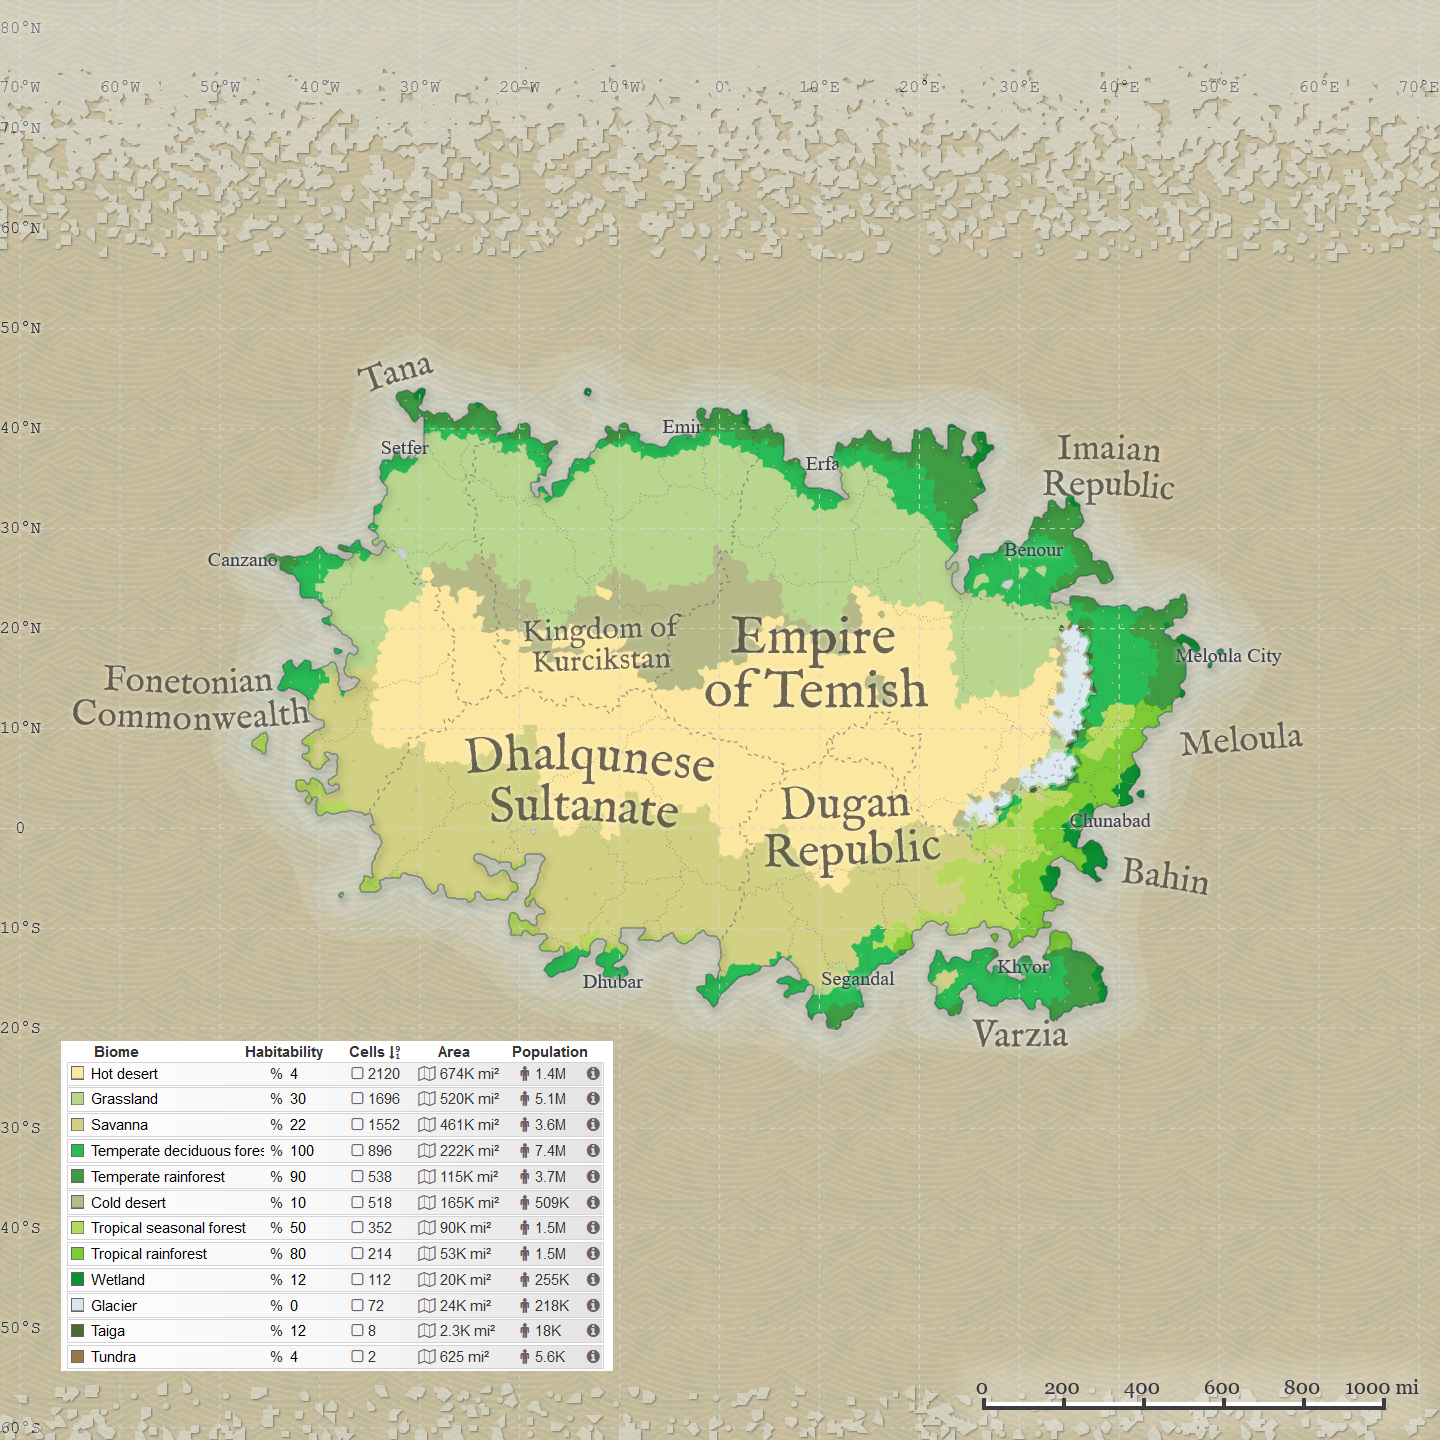 80°N
70°W 60°W 50°W 40°W 30°W 20°W 10°W 0° 10°E 20°E 30°E 40°E 50°E 60°E 70°E
70°N
60°N
50°N
Tana
40°N
Emir
Setfer
Erfa
Imaian
Republic
30°N
Benour
Canzano
20°N
Kingdom of
Kurcikstan
Empire
of Temish
Meloula City
Fonetonian
Commonwealth
10°N
Meloula
Dhalqunese
Sultanate
Dugan
Republic
0°
Chunabad
Bahin
10°S
Khvor
Dhubar
Segandal
20°S
Varzia
Biome Habitability Cells Area Population
Hot desert % 4 2120 674K mi² 1.4M
Grassland % 30 1696 520K mi² 5.1M
Savanna % 22 1552 461K mi² 3.6M
Temperate deciduous fores % 100 896 222K mi² 7.4M
Temperate rainforest % 90 538 115K mi² 3.7M
Cold desert % 10 518 165K mi² 509K
Tropical seasonal forest % 50 352 90K mi² 1.5M
Tropical rainforest % 80 214 53K mi² 1.5M
Wetland % 12 112 20K mi² 255K
Glacier % 0 72 24K mi² 218K
Taiga % 12 8 2.3K mi² 18K
Tundra % 4 2 625 mi² 5.6K
30°S
40°S
50°S
0 200 400 600 800 1000 mi
60°S